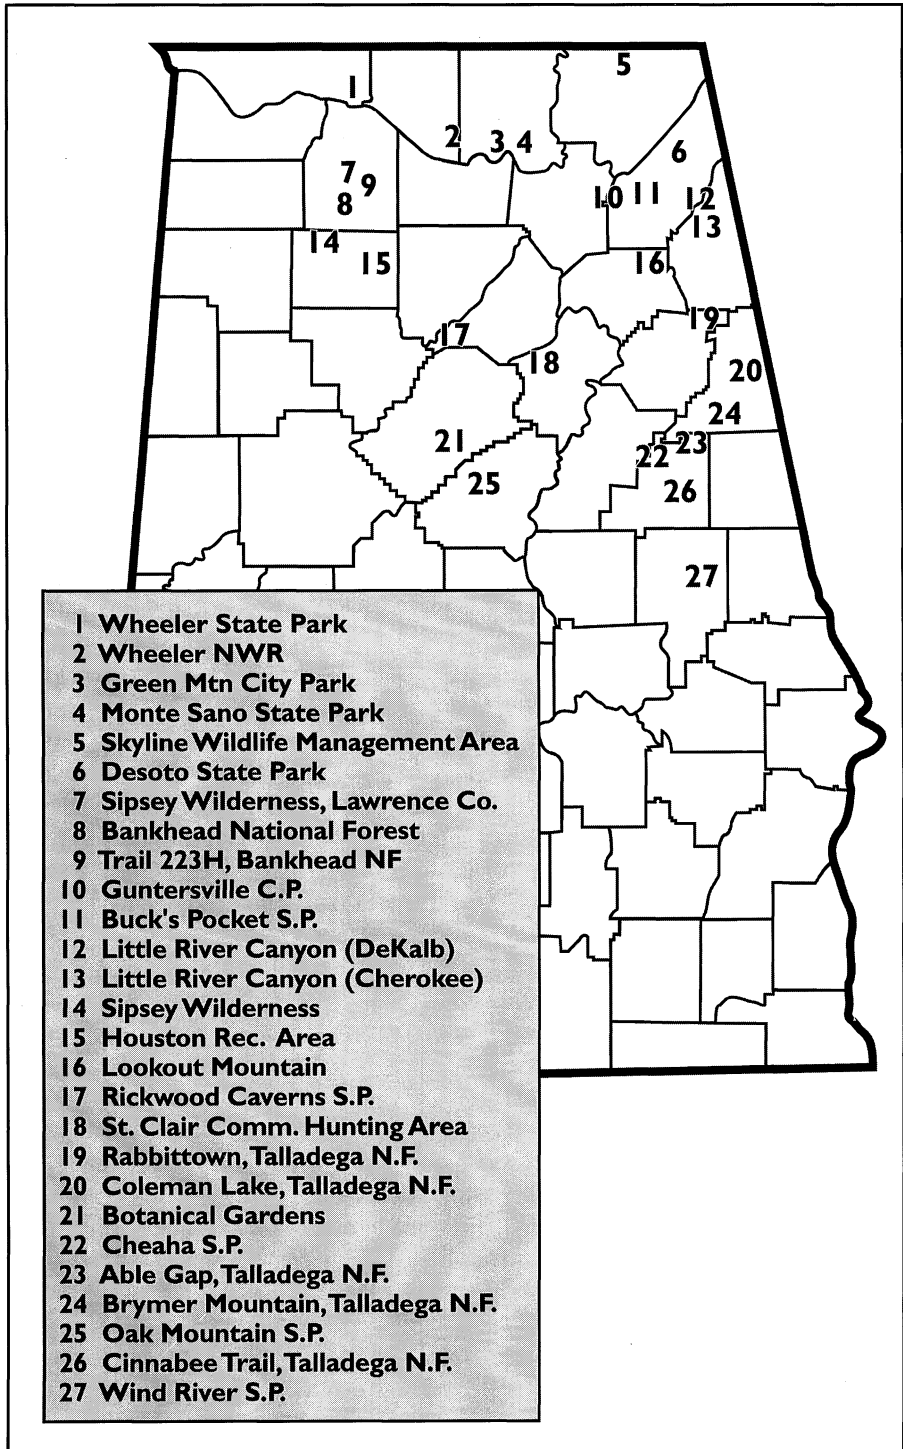 5
1
2 3 4
6
7 9
10 11 12
8
13
14
15 16
19
17
18
20
24
21 23
22
25
26
27
1 Wheeler State Park
2 Wheeler NWR
3 Green Mtn City Park
4 Monte Sano State Park
5 Skyline Wildlife Management Area
6 Desoto State Park
7 Sipsey Wilderness, Lawrence Co.
8 Bankhead National Forest
9 Trail 223H, Bankhead NF
10 Guntersville C.P.
11 Buck's Pocket S.P.
12 Little River Canyon (DeKalb)
13 Little River Canyon (Cherokee)
14 Sipsey Wilderness
15 Houston Rec. Area
16 Lookout Mountain
17 Rickwood Caverns S.P.
18 St. Clair Comm. Hunting Area
19 Rabbittown, Talladega N.F.
20 Coleman Lake, Talladega N.F.
21 Botanical Gardens
22 Cheaha S.P.
23 Able Gap, Talladega N.F.
24 Brymer Mountain, Talladega N.F.
25 Oak Mountain S.P.
26 Cinnabee Trail, Talladega N.F.
27 Wind River S.P.